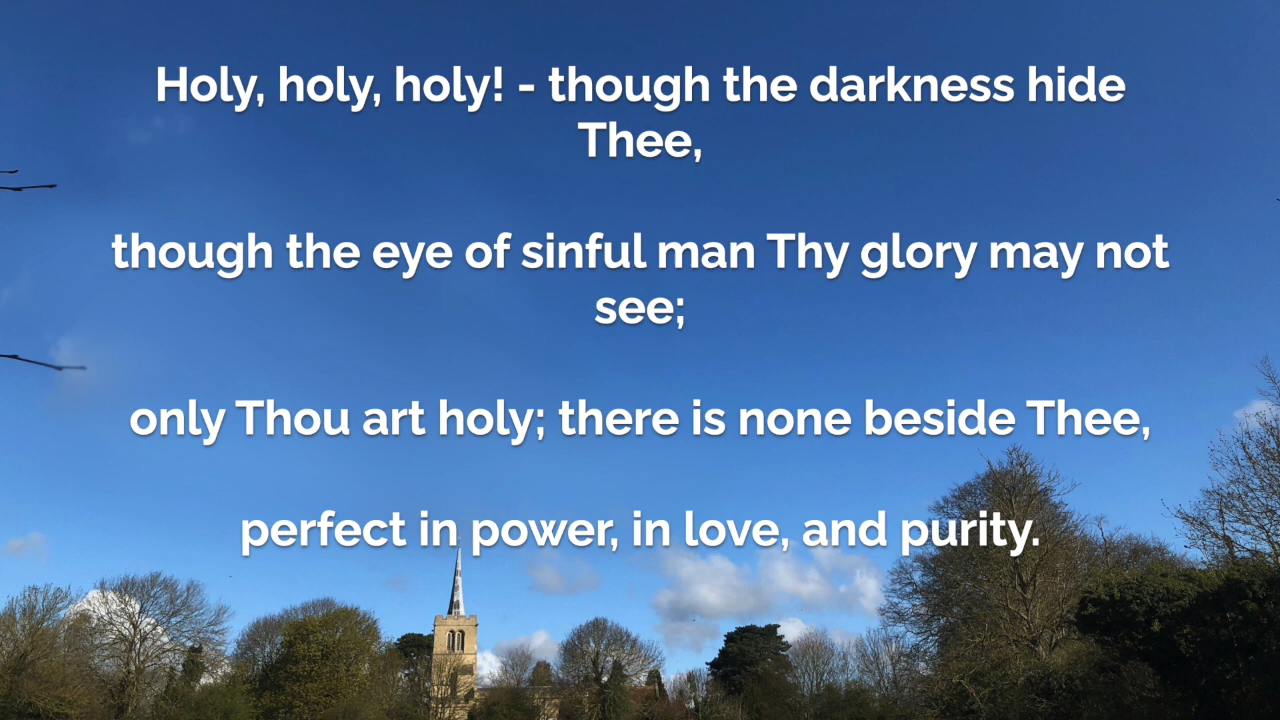 Holy, holy, holy! - though the darkness hide
Thee,
though the eye of sinful man Thy glory may not
see;
only Thou art holy; there is none beside Thee,
perfect in power, in love, and purity.